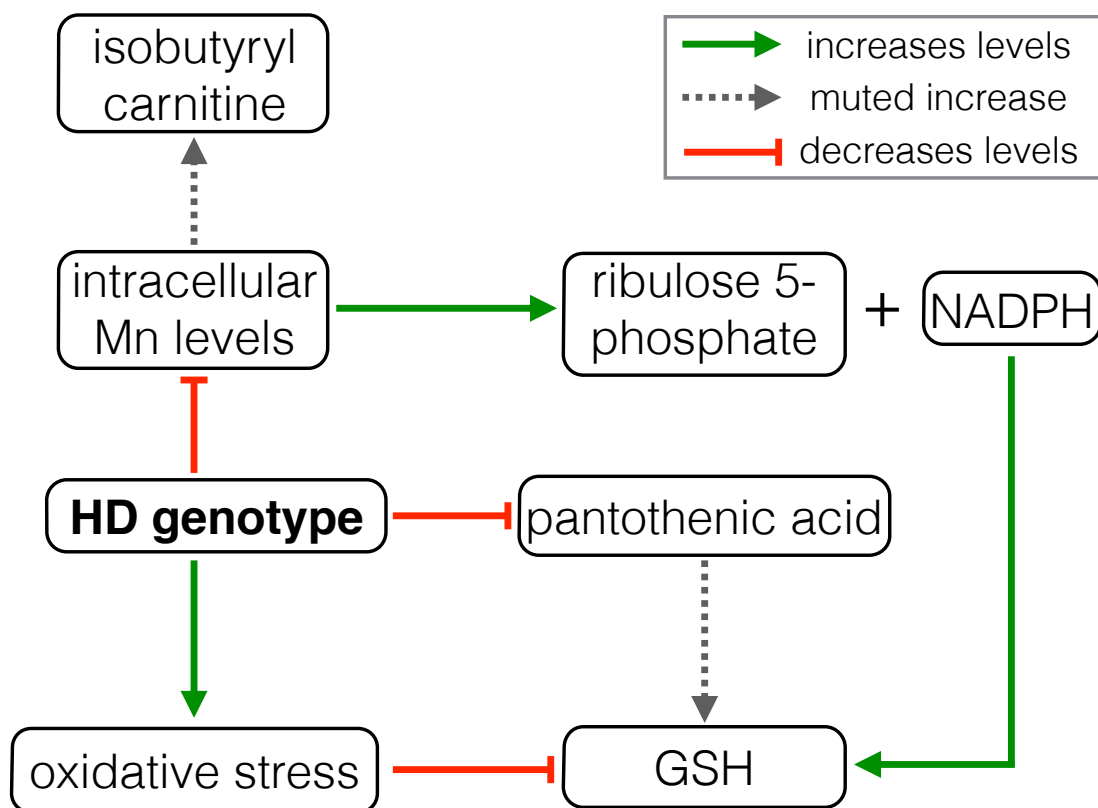 isobutyryl
carnitine
increases levels
muted increase
decreases levels
intracellular
Mn levels
ribulose 5-
phosphate
+
NADPH
HD genotype
pantothenic acid
oxidative stress
GSH